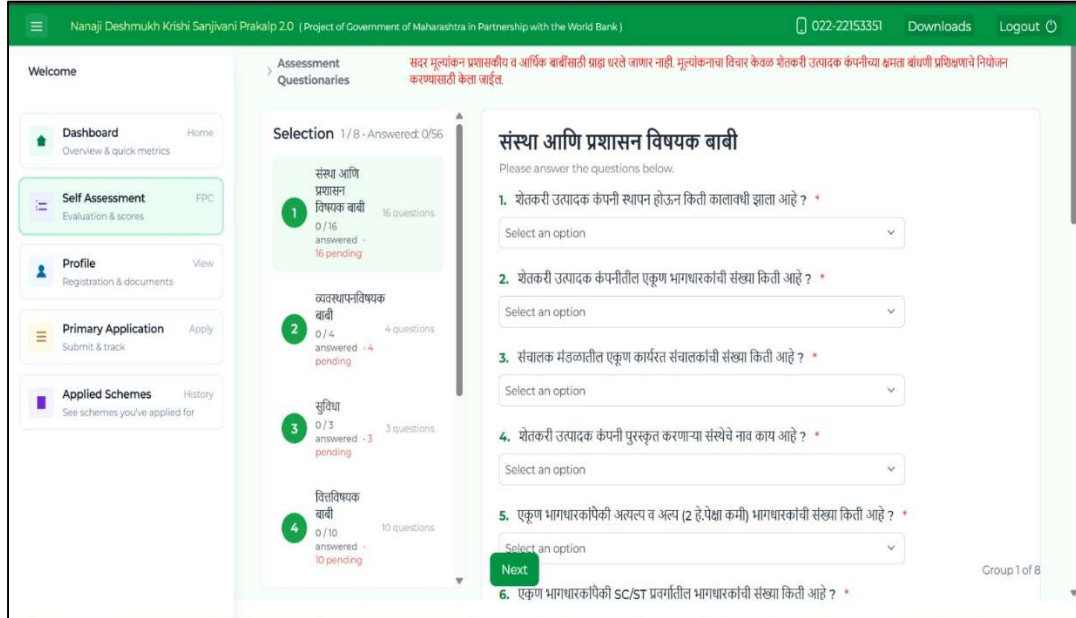 Nanaji Deshmukh Krishi Sanjivani Prakalp 2.0 ( Project of Government of Maharashtra in Partnership with the World Bank )
022-22153351
Downloads
Logout
Welcome
Dashboard
Home
Overview & quick metrics
Self Assessment
FPC
Evaluation & scores
Profile
View
Registration & documents
Primary Application
Apply
Submit & track
Applied Schemes
History
See schemes you've applied for
> Assessment
Questionaries
सदर मूल्यांकन प्रशासकीय व आर्थिक बाबींसाठी ग्राह्य धरले जाणार नाही. मूल्यांकनाचा विचार केवळ शेतकरी उत्पादक कंपनीच्या क्षमता बांधणी प्रशिक्षणाचे नियोजन
करण्यासाठी केला जाईल.
Selection 1 / 8 - Answered: 0/56
1
संस्था आणि
प्रशासन
विषयक बाबी
0 / 16
answered -
16 pending
16 questions
2
व्यवस्थापनविषयक
बाबी
0 / 4
answered - 4
pending
4 questions
3
सुविधा
0 / 3
answered - 3
pending
3 questions
4
वित्तविषयक
बाबी
0 / 10
answered -
10 pending
10 questions
संस्था आणि प्रशासन विषयक बाबी
Please answer the questions below.
1. शेतकरी उत्पादक कंपनी स्थापन होऊन किती कालावधी झाला आहे ? *
Select an option
2. शेतकरी उत्पादक कंपनीतील एकूण भागधारकांची संख्या किती आहे ? *
Select an option
3. संचालक मंडळातील एकूण कार्यरत संचालकांची संख्या किती आहे ? *
Select an option
4. शेतकरी उत्पादक कंपनी पुरस्कृत करणाऱ्या संस्थेचे नाव काय आहे ? *
Select an option
5. एकूण भागधारकांपैकी अत्यल्प व अल्प (2 हे.पेक्षा कमी) भागधारकांची संख्या किती आहे ? *
Select an option
Next
Group 1 of 8
6. एकूण भागधारकांपैकी SC/ST प्रवर्गातील भागधारकांची संख्या किती आहे ? *